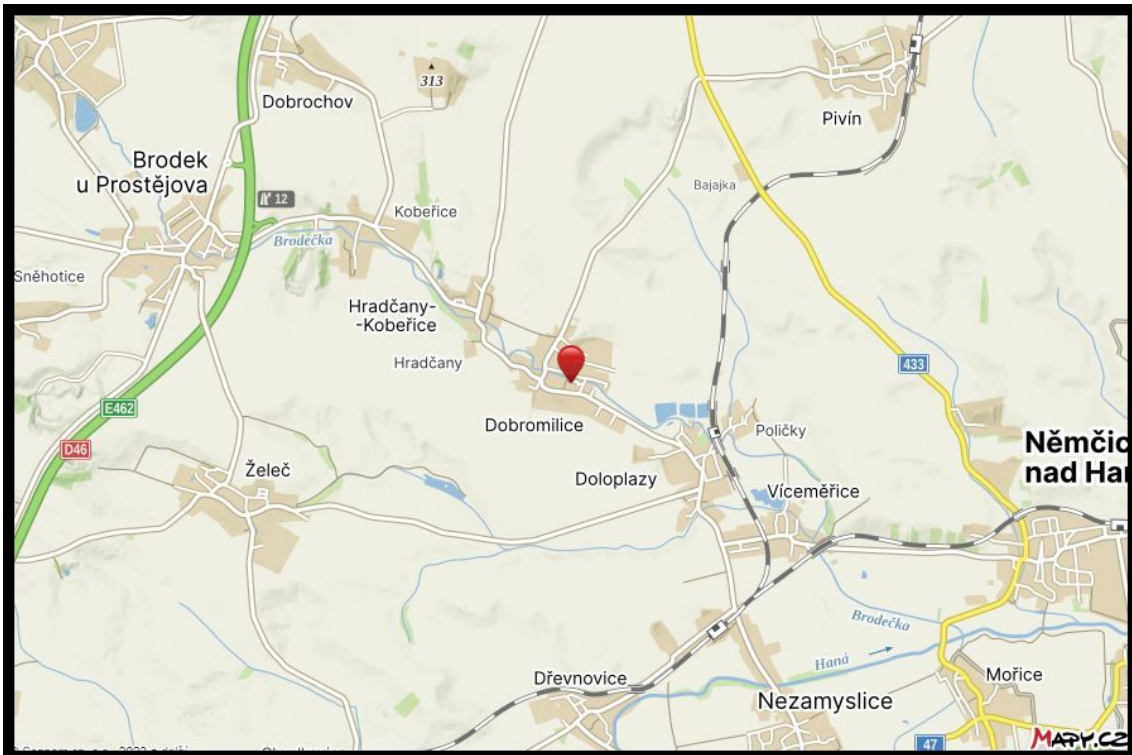 313
Dobrochov
Pivín
Brodek
u Prostějova
Bajajka
12
Kobeřice
Brodečka
Sněhotice
Hradčany-
-Kobeřice
Hradčany
433
E462
Dobromilice
Poličky
D46
Němčic
nad Han
Želeč
Doloplazy
Víceměřice
Brodečka
Haná
Dřevnovice
Mořice
Nezamyslice
47
MAPY.CZ